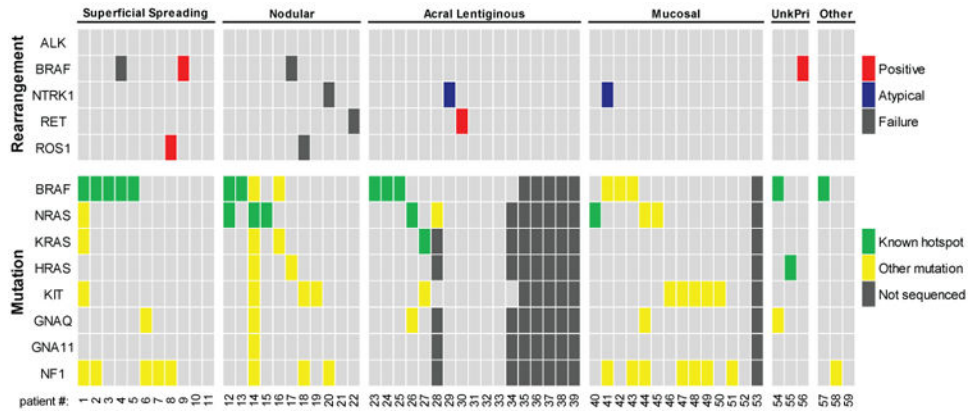 Superficial Spreading Nodular Acral Lentiginous Mucosal UnkPri Other
Rearrangement
ALK
BRAF
NTRK1
RET
ROS1
Positive
Atypical
Failure
Mutation
BRAF
NRAS
KRAS
HRAS
KIT
GNAQ
GNA11
NF1
Known hotspot
Other mutation
Not sequenced
patient #: 1 2 3 4 5 6 7 8 9 10 11 12 13 14 15 16 17 18 19 20 21 22 23 24 25 26 27 28 29 30 31 32 33 34 35 36 37 38 39 40 41 42 43 44 45 46 47 48 49 50 51 52 53 54 55 56 57 58 59